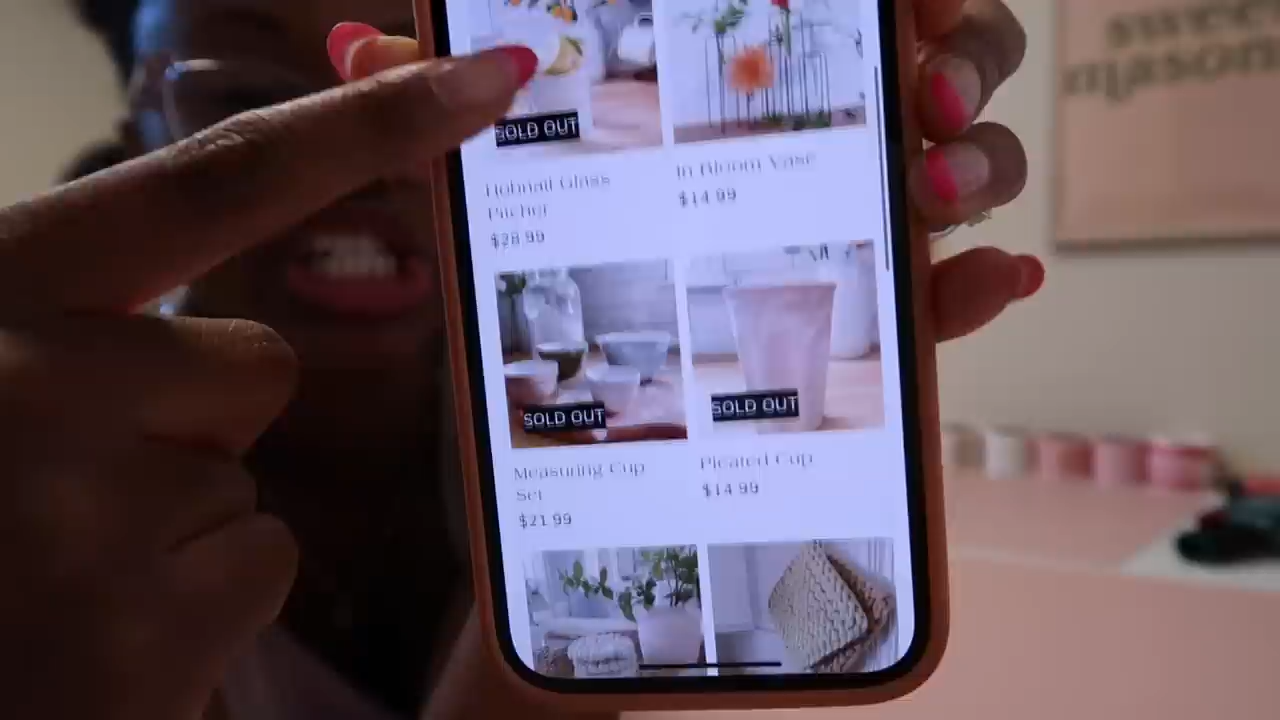 SOLD OUT
Hobnail Glass
Pitcher
$28.99
In Bloom Vase
$14.99
SOLD OUT
Measuring Cup
Set
$21.99
SOLD OUT
Pleated Cup
$14.99